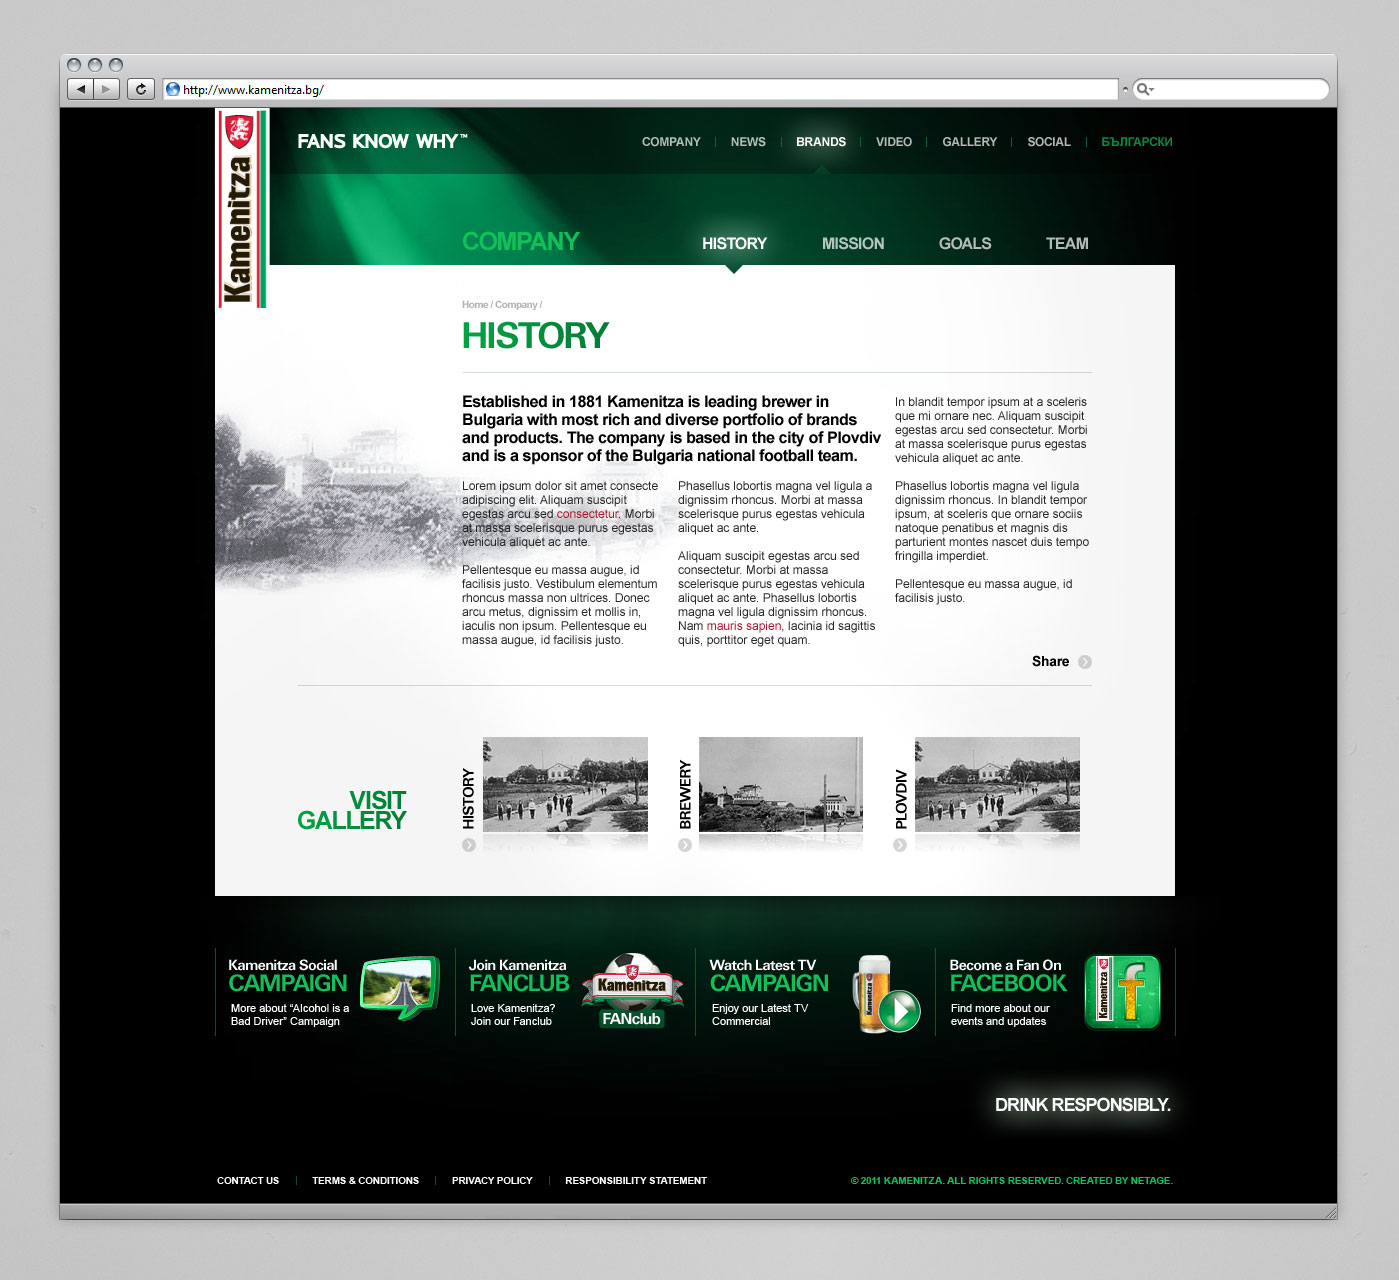 http://www.kamenitza.bg/
Kamenitza
FANS KNOW WHY™
COMPANY
NEWS
BRANDS
VIDEO
GALLERY
SOCIAL
БЪЛГАРСКИ
COMPANY
HISTORY
MISSION
GOALS
TEAM
Home / Company /
HISTORY
Established in 1881 Kamenitza is leading brewer in
Bulgaria with most rich and diverse portfolio of brands
and products. The company is based in the city of Plovdiv
and is a sponsor of the Bulgaria national football team.
Lorem ipsum dolor sit amet consecte
adipiscing elit. Aliquam suscipit
egestas arcu sed consectetur. Morbi
at massa scelerisque purus egestas
vehicula aliquet ac ante.
Pellentesque eu massa augue, id
facilisis justo. Vestibulum elementum
rhoncus massa non ultrices. Donec
arcu metus, dignissim et mollis in,
iaculis non ipsum. Pellentesque eu
massa augue, id facilisis justo.
Phasellus lobortis magna vel ligula a
dignissim rhoncus. Morbi at massa
scelerisque purus egestas vehicula
aliquet ac ante.
Aliquam suscipit egestas arcu sed
consectetur. Morbi at massa
scelerisque purus egestas vehicula
aliquet ac ante. Phasellus lobortis
magna vel ligula dignissim rhoncus.
Nam mauris sapien, lacinia id sagittis
quis, porttitor eget quam.
In blandit tempor ipsum at a sceleris
que mi ornare nec. Aliquam suscipit
egestas arcu sed consectetur. Morbi
at massa scelerisque purus egestas
vehicula aliquet ac ante.
Phasellus lobortis magna vel ligula
dignissim rhoncus. In blandit tempor
ipsum, at sceleris que ornare sociis
natoque penatibus et magnis dis
parturient montes nascet duis tempo
fringilla imperdiet.
Pellentesque eu massa augue, id
facilisis justo.
Share
VISIT
GALLERY
HISTORY
BREWERY
PLOVDIV
Kamenitza Social
CAMPAIGN
More about “Alcohol is a
Bad Driver” Campaign
Join Kamenitza
FANCLUB
Love Kamenitza?
Join our Fanclub
Kamenitza
FANclub
Watch Latest TV
CAMPAIGN
Enjoy our Latest TV
Commercial
Kamenitza
Become a Fan On
FACEBOOK
Find more about our
events and updates
Kamenitza
f
DRINK RESPONSIBLY.
CONTACT US
TERMS & CONDITIONS
PRIVACY POLICY
RESPONSIBILITY STATEMENT
© 2011 KAMENITZA. ALL RIGHTS RESERVED. CREATED BY NETAGE.